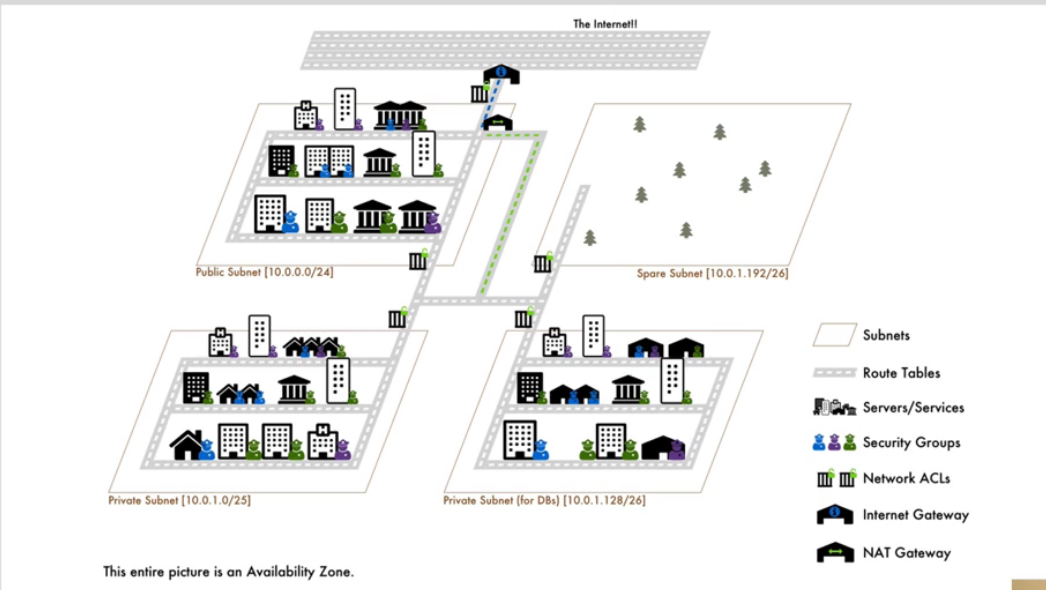 The Internet!!
Public Subnet [10.0.0.0/24]
Spare Subnet [10.0.1.192/26]
Private Subnet [10.0.1.0/25]
Private Subnet (for DBs) [10.0.1.128/26]
Subnets
Route Tables
Servers/Services
Security Groups
Network ACLs
Internet Gateway
NAT Gateway
This entire picture is an Availability Zone.